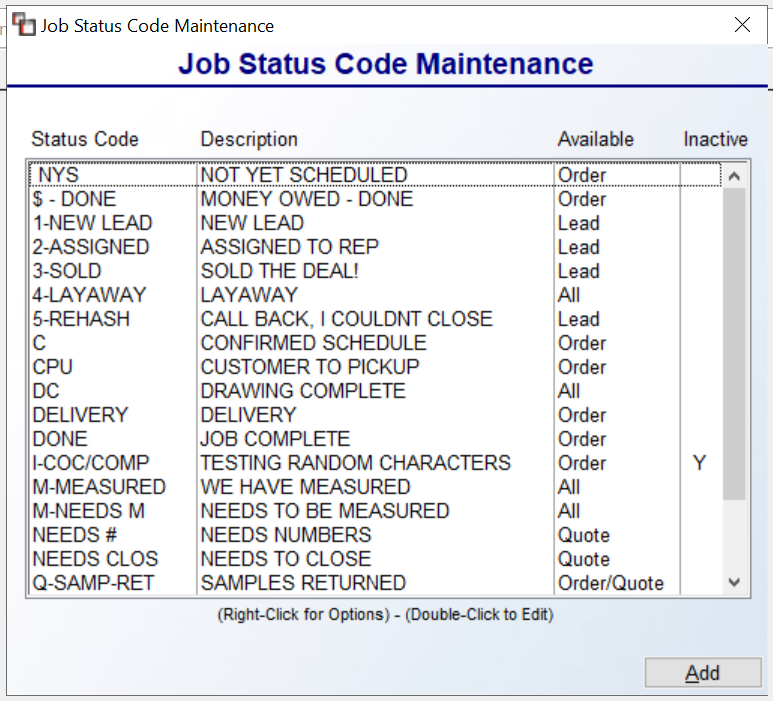 Job Status Code Maintenance
Job Status Code Maintenance
Status Code Description Available Inactive
NYS NOT YET SCHEDULED Order
$ - DONE MONEY OWED - DONE Order
1-NEW LEAD NEW LEAD Lead
2-ASSIGNED ASSIGNED TO REP Lead
3-SOLD SOLD THE DEAL! Lead
4-LAYAWAY LAYAWAY All
5-REHASH CALL BACK, I COULDNT CLOSE Lead
C CONFIRMED SCHEDULE Order
CPU CUSTOMER TO PICKUP Order
DC DRAWING COMPLETE All
DELIVERY DELIVERY Order
DONE JOB COMPLETE Order
I-COC/COMP TESTING RANDOM CHARACTERS Order Y
M-MEASURED WE HAVE MEASURED All
M-NEEDS M NEEDS TO BE MEASURED All
NEEDS # NEEDS NUMBERS Quote
NEEDS CLOS NEEDS TO CLOSE Quote
Q-SAMP-RET SAMPLES RETURNED Order/Quote
(Right-Click for Options) - (Double-Click to Edit)
Add